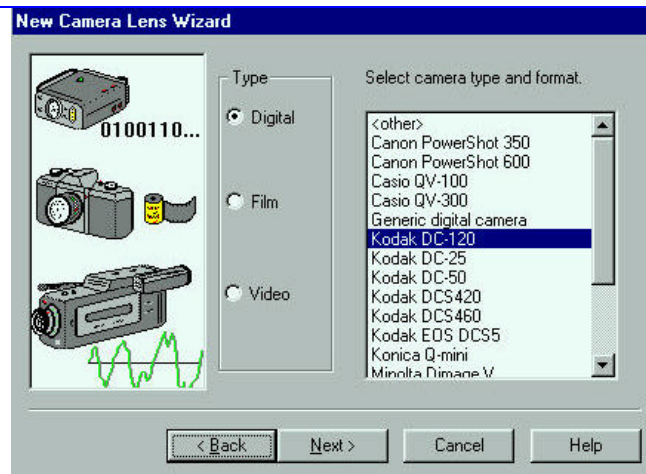 New Camera Lens Wizard
0100110...
Type
Digital
Film
Video
Select camera type and format.
<other>
Canon PowerShot 350
Canon PowerShot 600
Casio QV-100
Casio QV-300
Generic digital camera
Kodak DC-120
Kodak DC-25
Kodak DC-50
Kodak DCS420
Kodak DCS460
Kodak EOS DCS5
Konica Q-mini
Minolta Dimage V
< Back
Next >
Cancel
Help